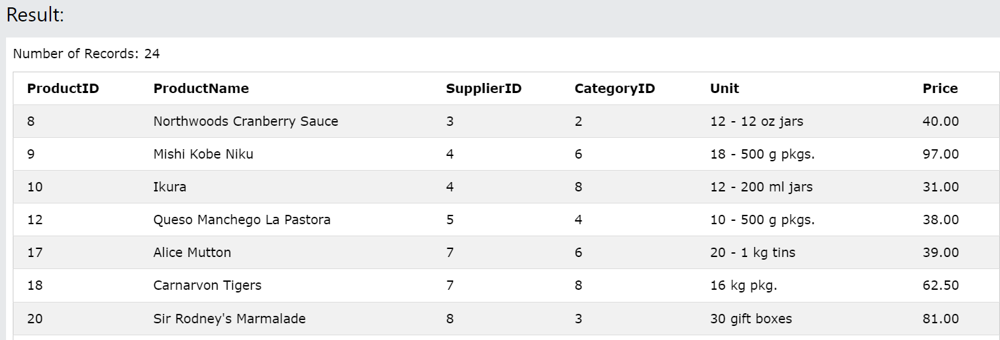 Result:
Number of Records: 24
ProductID ProductName SupplierID CategoryID Unit Price
8 Northwoods Cranberry Sauce 3 2 12 - 12 oz jars 40.00
9 Mishi Kobe Niku 4 6 18 - 500 g pkgs. 97.00
10 Ikura 4 8 12 - 200 ml jars 31.00
12 Queso Manchego La Pastora 5 4 10 - 500 g pkgs. 38.00
17 Alice Mutton 7 6 20 - 1 kg tins 39.00
18 Carnarvon Tigers 7 8 16 kg pkg. 62.50
20 Sir Rodney's Marmalade 8 3 30 gift boxes 81.00